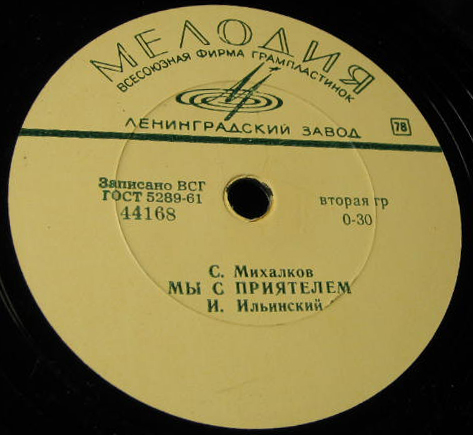 МЕЛОДИЯ
ВСЕСОЮЗНАЯ ФИРМА ГРАМПЛАСТИНОК
ЛЕНИНГРАДСКИЙ ЗАВОД
78
Записано ВСГ
ГОСТ 5289-61
44168
вторая гр
0-30
С. Михалков
МЫ С ПРИЯТЕЛЕМ
И. Ильинский